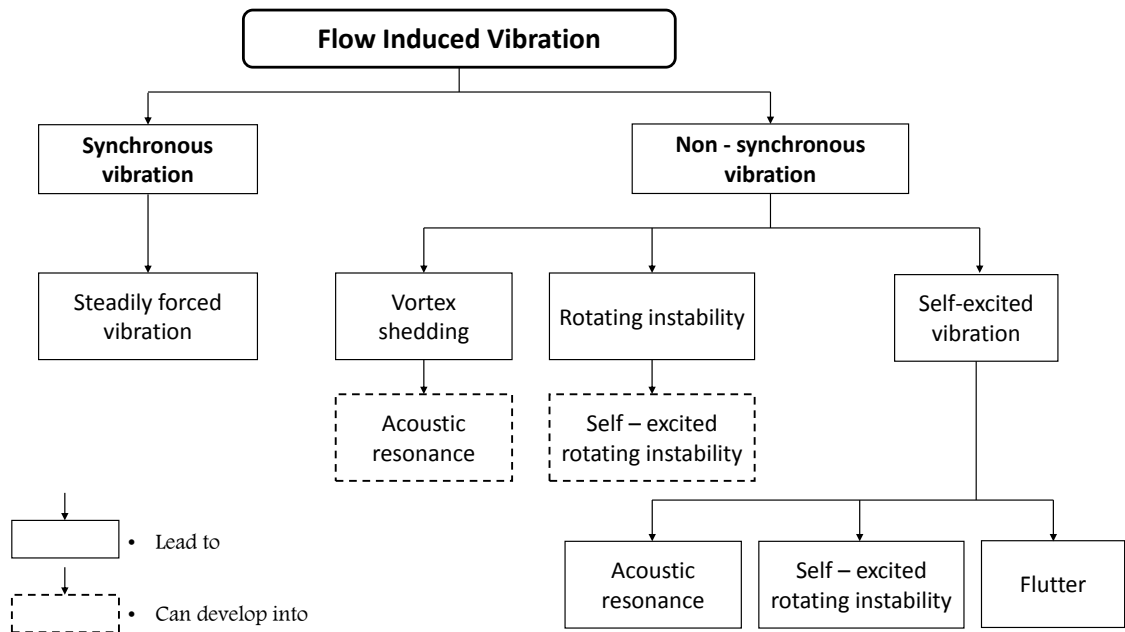 Flow Induced Vibration
Synchronous
vibration
Non - synchronous
vibration
Steadily forced
vibration
Vortex
shedding
Rotating instability
Self-excited
vibration
Acoustic
resonance
Self – excited
rotating instability
• Lead to
• Can develop into
Acoustic
resonance
Self – excited
rotating instability
Flutter